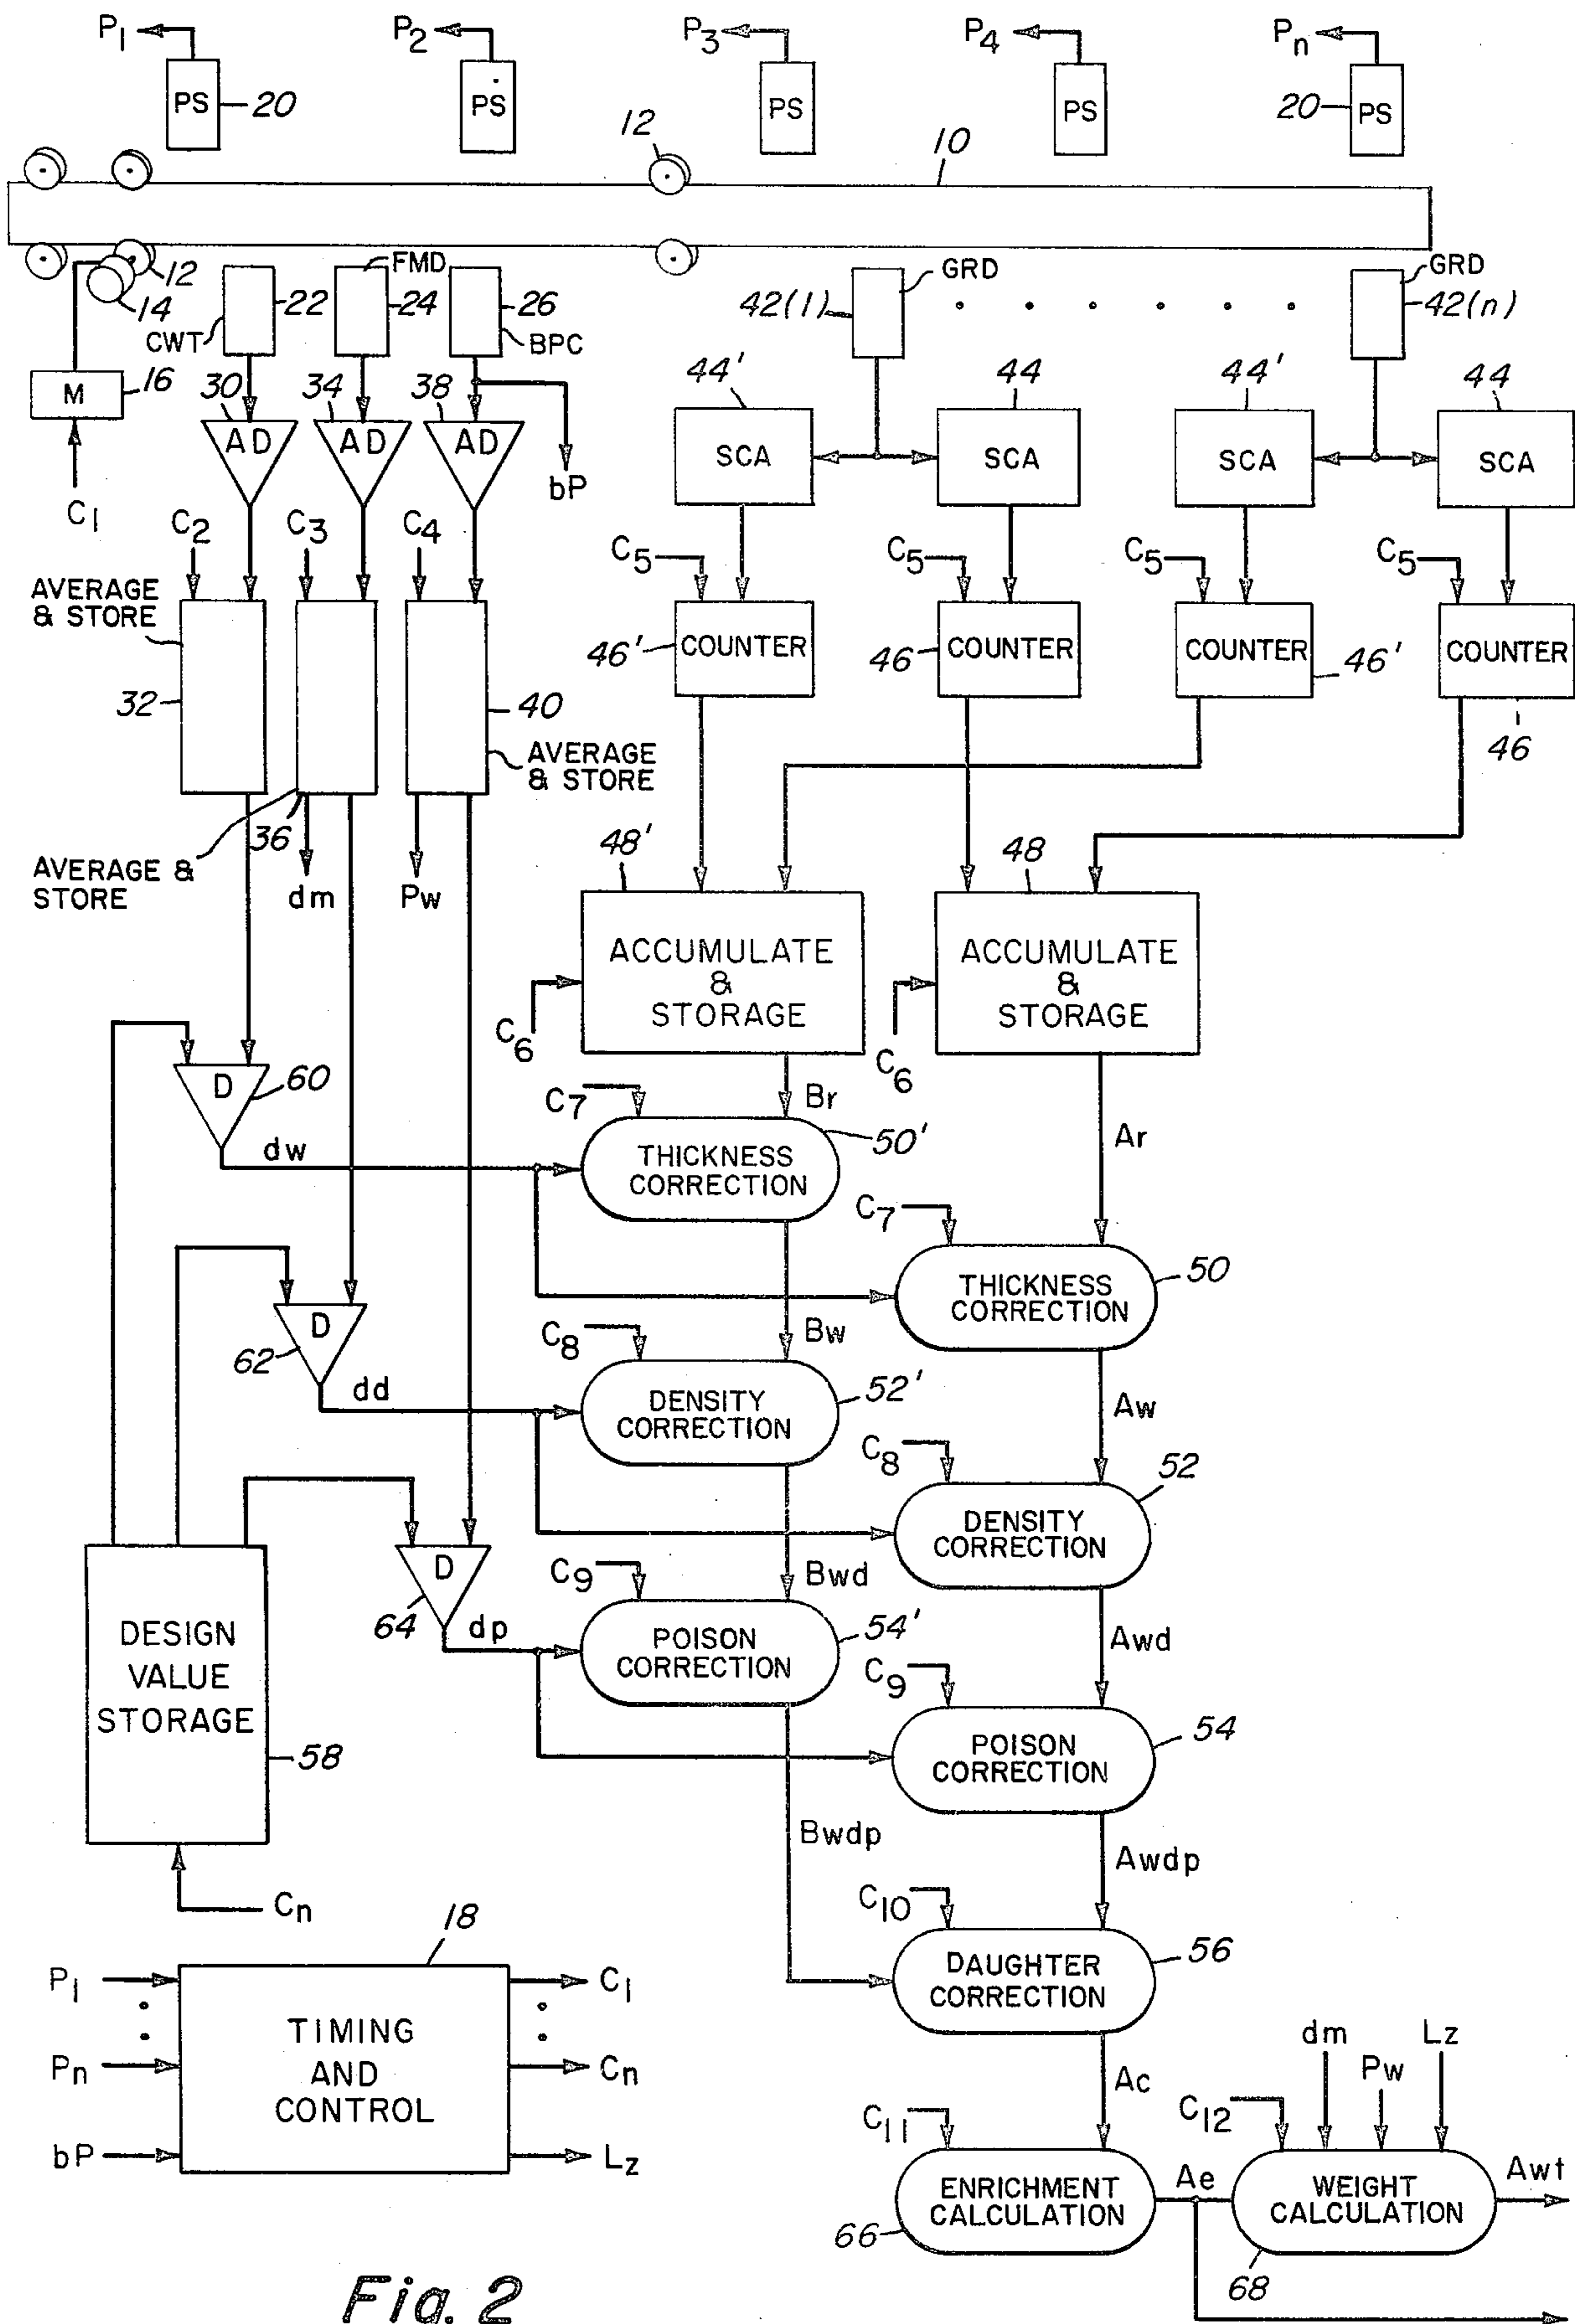 P1 P2 P3 P4 Pn
PS 20 PS PS PS 20 PS
12 10
12 14
CWT 22 FMD 24 26 BPC
42(1) GRD GRD 42(n)
M 16
C1
30 AD 34 AD 38 AD
bP
44' SCA 44 SCA 44' SCA 44 SCA
C2 C3 C4
C5 C5 C5 C5
AVERAGE
& STORE
32
46' COUNTER 46 COUNTER COUNTER 46' COUNTER 46
40
AVERAGE
& STORE
36
AVERAGE &
STORE
dm Pw
48' 48
ACCUMULATE
&
STORAGE
ACCUMULATE
&
STORAGE
C6 C6
D 60
dw
C7 Br
THICKNESS
CORRECTION
50'
Ar
C7
THICKNESS
CORRECTION
50
D 62
dd
C8 Bw
DENSITY
CORRECTION
52'
Aw
C8
DENSITY
CORRECTION
52
D 64
dp
C9 Bwd
POISON
CORRECTION
54'
Awd
C9
POISON
CORRECTION
54
DESIGN
VALUE
STORAGE
58
Cn
Bwdp
Awdp
C10
DAUGHTER
CORRECTION
56
18
P1 C1
TIMING
AND
CONTROL
Pn Cn
bP Lz
Ac
C11
ENRICHMENT
CALCULATION
66
Ae
C12 dm Pw Lz
WEIGHT
CALCULATION
68
Awt
Fig. 2